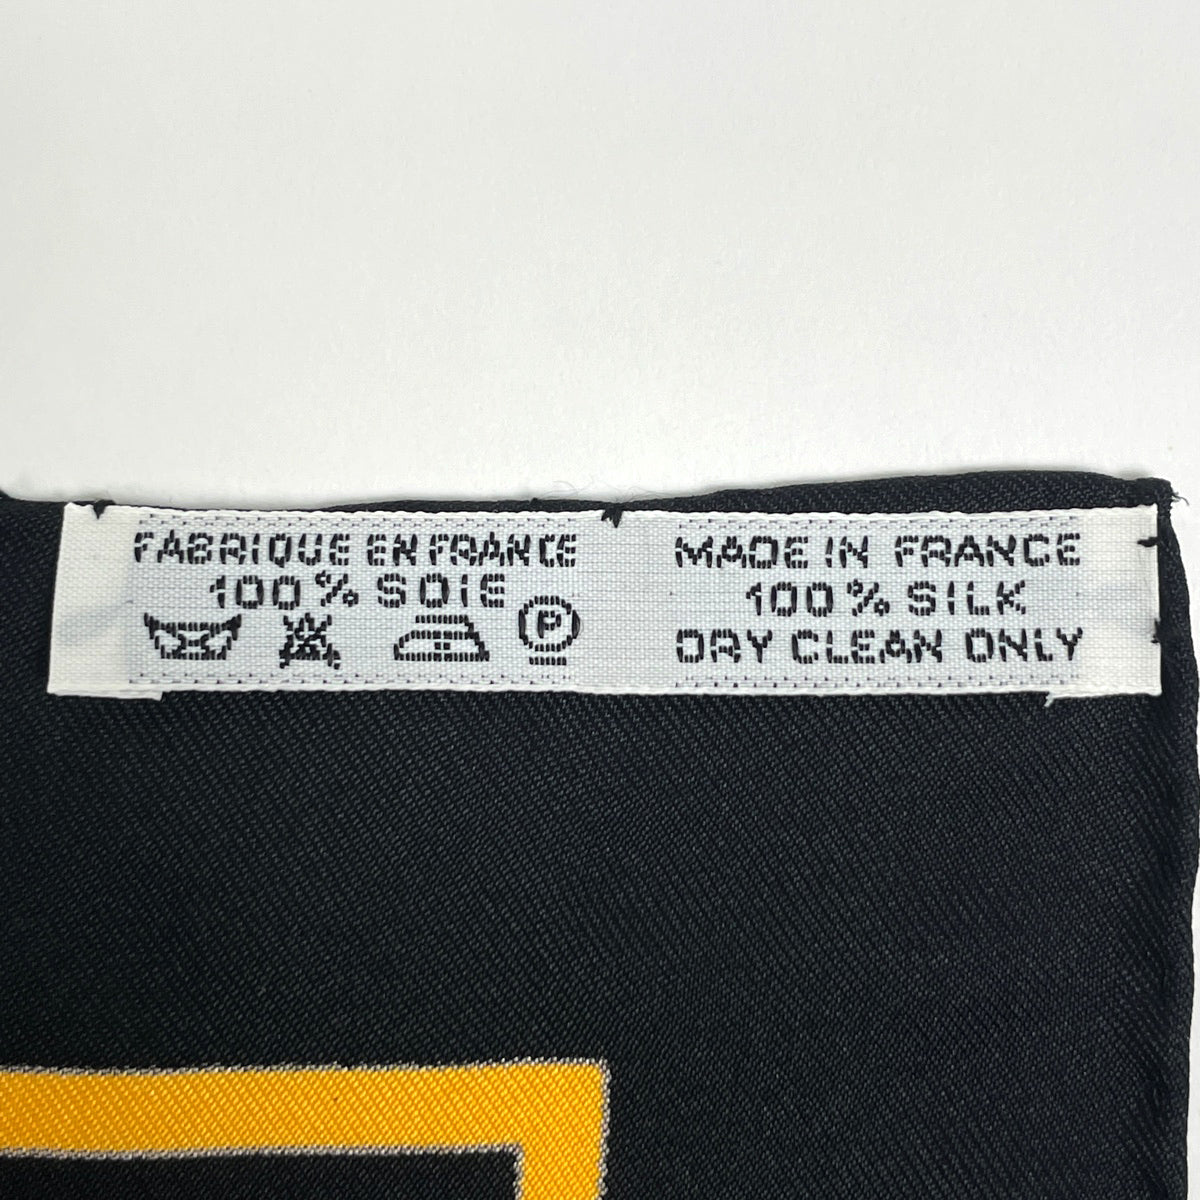 FABRIQUE EN FRANCE
100 % SOIE
P
MADE IN FRANCE
100 % SILK
DRY CLEAN ONLY